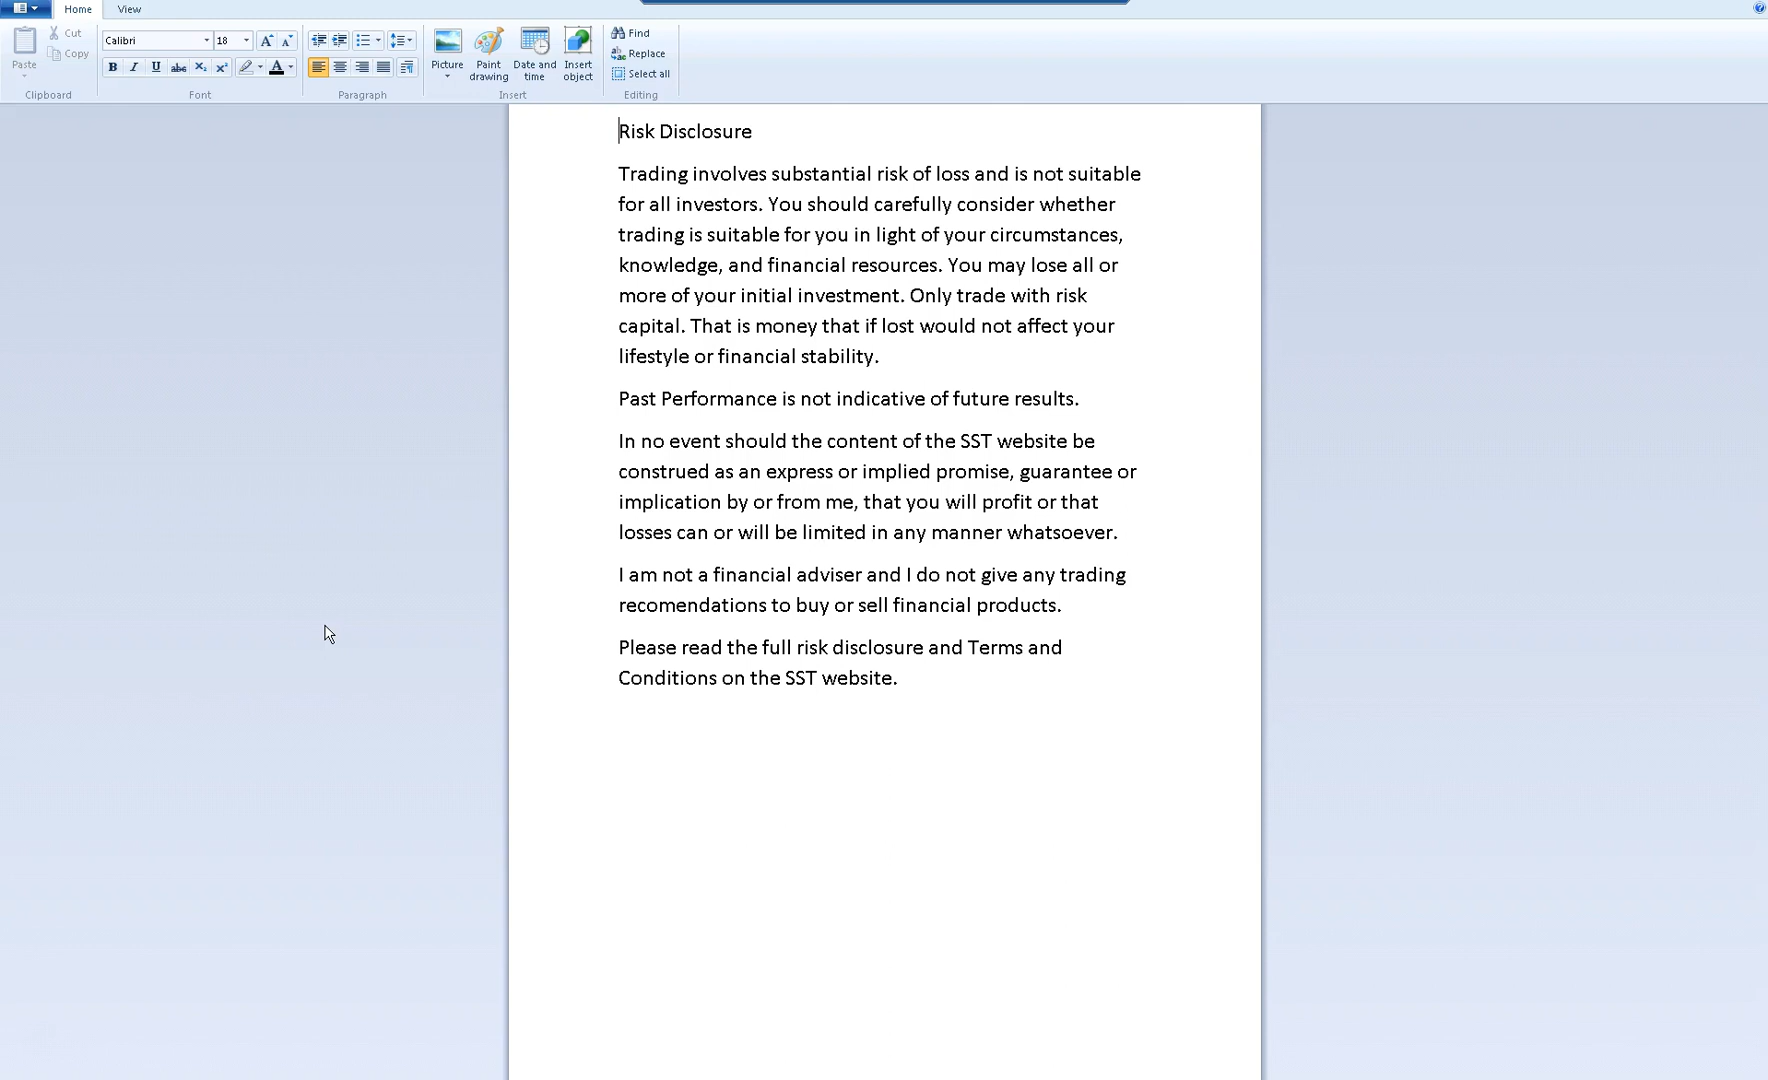 Home View
Cut
Copy
Paste
Clipboard
Calibri 18
Font
Paragraph
Picture
Paint drawing
Date and time
Insert object
Insert
Find
Replace
Select all
Editing
Risk Disclosure
Trading involves substantial risk of loss and is not suitable
for all investors. You should carefully consider whether
trading is suitable for you in light of your circumstances,
knowledge, and financial resources. You may lose all or
more of your initial investment. Only trade with risk
capital. That is money that if lost would not affect your
lifestyle or financial stability.
Past Performance is not indicative of future results.
In no event should the content of the SST website be
construed as an express or implied promise, guarantee or
implication by or from me, that you will profit or that
losses can or will be limited in any manner whatsoever.
I am not a financial adviser and I do not give any trading
recomendations to buy or sell financial products.
Please read the full risk disclosure and Terms and
Conditions on the SST website.